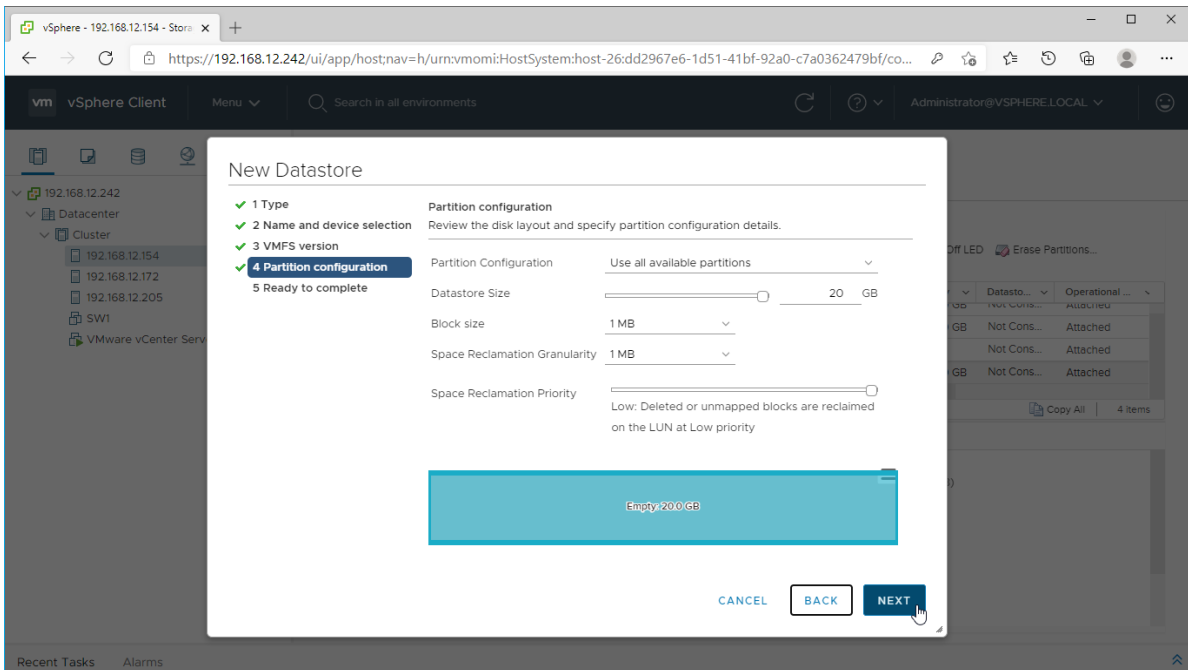 vSphere - 192.168.12.154 - Stora
https://192.168.12.242/ui/app/host;nav=h/urn:vmomi:HostSystem:host-26:dd2967e6-1d51-41bf-92a0-c7a0362479bf/co...
vm vSphere Client Menu Search in all environments Administrator@VSPHERE.LOCAL
192.168.12.242
Datacenter
Cluster
192.168.12.154
192.168.12.172
192.168.12.205
SW1
VMware vCenter Serv
New Datastore
1 Type
2 Name and device selection
3 VMFS version
4 Partition configuration
5 Ready to complete
Partition configuration
Review the disk layout and specify partition configuration details.
Partition Configuration Use all available partitions
Datastore Size 20 GB
Block size 1 MB
Space Reclamation Granularity 1 MB
Space Reclamation Priority
Low: Deleted or unmapped blocks are reclaimed
on the LUN at Low priority
Empty: 20.0 GB
CANCEL BACK NEXT
Off LED Erase Partitions...
Datasto... Operational ...
GB Not Cons... Attached
GB Not Cons... Attached
Not Cons... Attached
GB Not Cons... Attached
Copy All 4 items
Recent Tasks Alarms